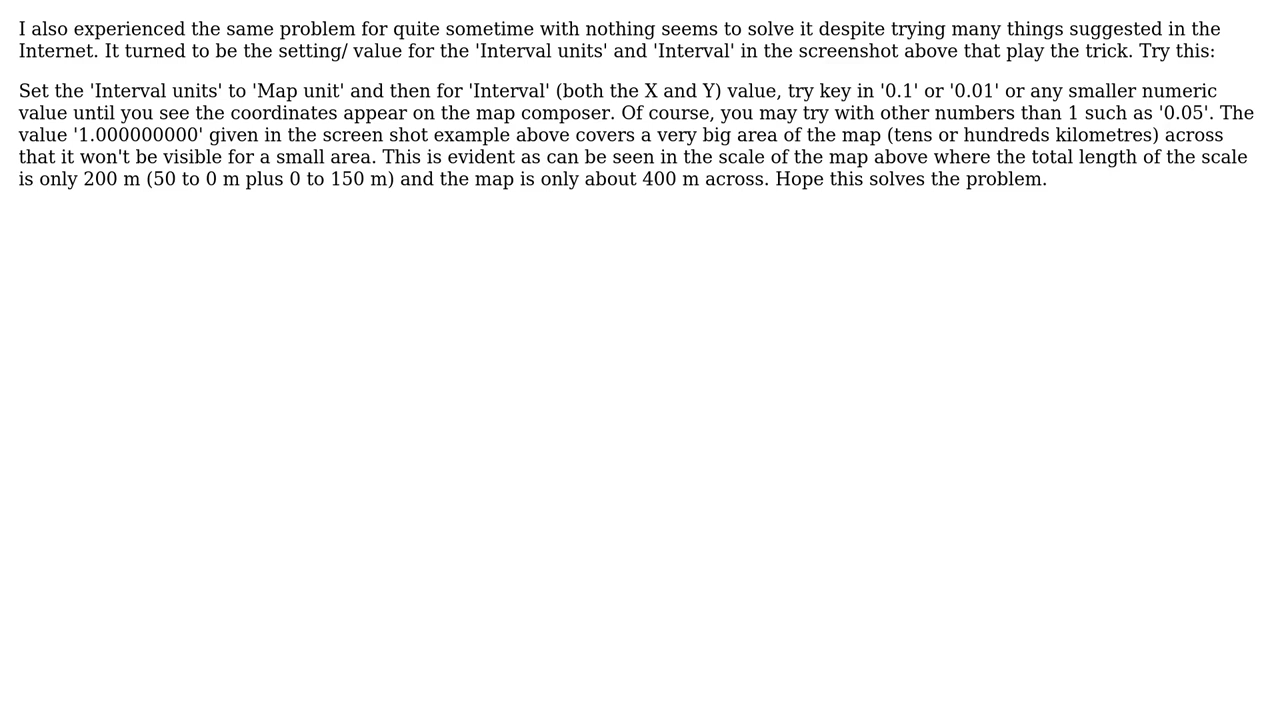 I also experienced the same problem for quite sometime with nothing seems to solve it despite trying many things suggested in the
Internet. It turned to be the setting/ value for the 'Interval units' and 'Interval' in the screenshot above that play the trick. Try this:
Set the 'Interval units' to 'Map unit' and then for 'Interval' (both the X and Y) value, try key in '0.1' or '0.01' or any smaller numeric
value until you see the coordinates appear on the map composer. Of course, you may try with other numbers than 1 such as '0.05'. The
value '1.000000000' given in the screen shot example above covers a very big area of the map (tens or hundreds kilometres) across
that it won't be visible for a small area. This is evident as can be seen in the scale of the map above where the total length of the scale
is only 200 m (50 to 0 m plus 0 to 150 m) and the map is only about 400 m across. Hope this solves the problem.